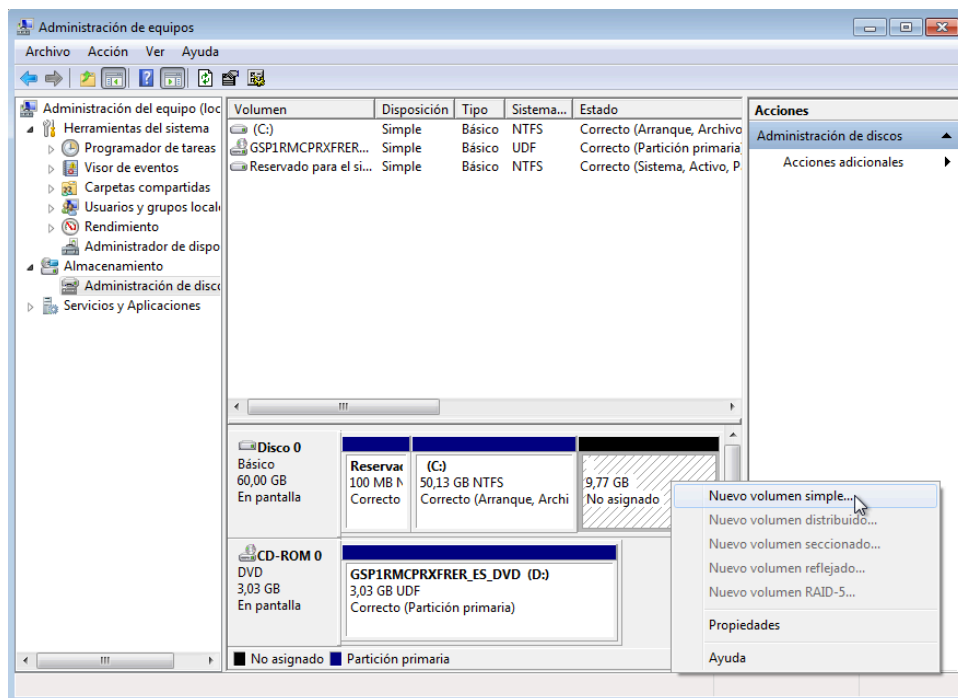 Administración de equipos
Archivo Acción Ver Ayuda
Administración del equipo (loc
Herramientas del sistema
Programador de tareas
Visor de eventos
Carpetas compartidas
Usuarios y grupos local
Rendimiento
Administrador de dispo
Almacenamiento
Administración de disc
Servicios y Aplicaciones
Volumen Disposición Tipo Sistema... Estado
(C:) Simple Básico NTFS Correcto (Arranque, Archivo
GSP1RMCPRXFRER... Simple Básico UDF Correcto (Partición primaria
Reservado para el si... Simple Básico NTFS Correcto (Sistema, Activo, P
Acciones
Administración de discos
Acciones adicionales
Disco 0
Básico
60,00 GB
En pantalla
Reservac
100 MB N
Correcto
(C:)
50,13 GB NTFS
Correcto (Arranque, Archi
9,77 GB
No asignado
CD-ROM 0
DVD
3,03 GB
En pantalla
GSP1RMCPRXFRER_ES_DVD (D:)
3,03 GB UDF
Correcto (Partición primaria)
No asignado Partición primaria
Nuevo volumen simple...
Nuevo volumen distribuido...
Nuevo volumen seccionado...
Nuevo volumen reflejado...
Nuevo volumen RAID-5...
Propiedades
Ayuda